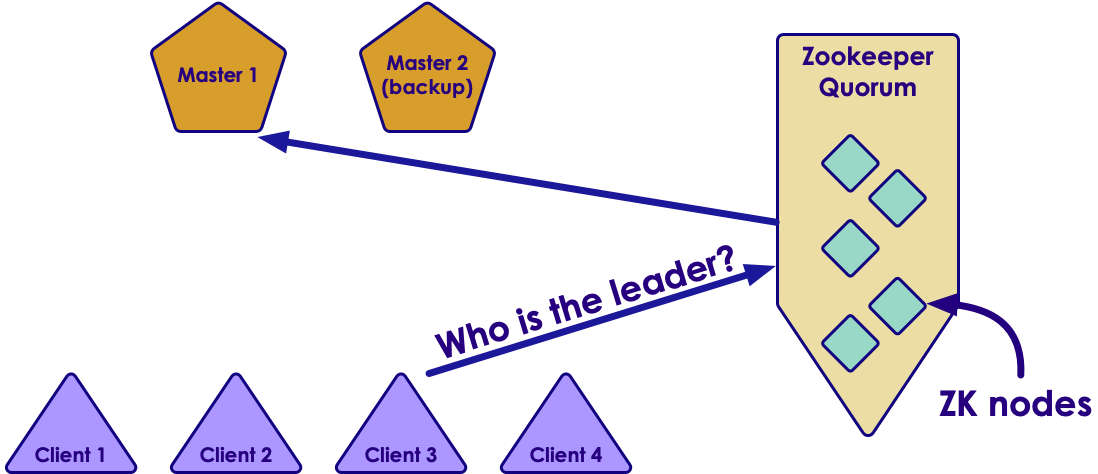 Master 1
Master 2
(backup)
Zookeeper
Quorum
Who is the leader?
ZK nodes
Client 1
Client 2
Client 3
Client 4